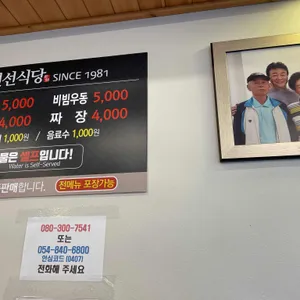 선식당 SINCE 1981
5,000 비빔우동 5,000
4,000 짜 장 4,000
1,000원 / 음료수 1,000원
물은 셀프입니다!
Water is Self-Served
판매합니다. 전메뉴 포장가능
080-300-7541
또는
054-840-6800
안심코드 (0407)
전화해 주세요